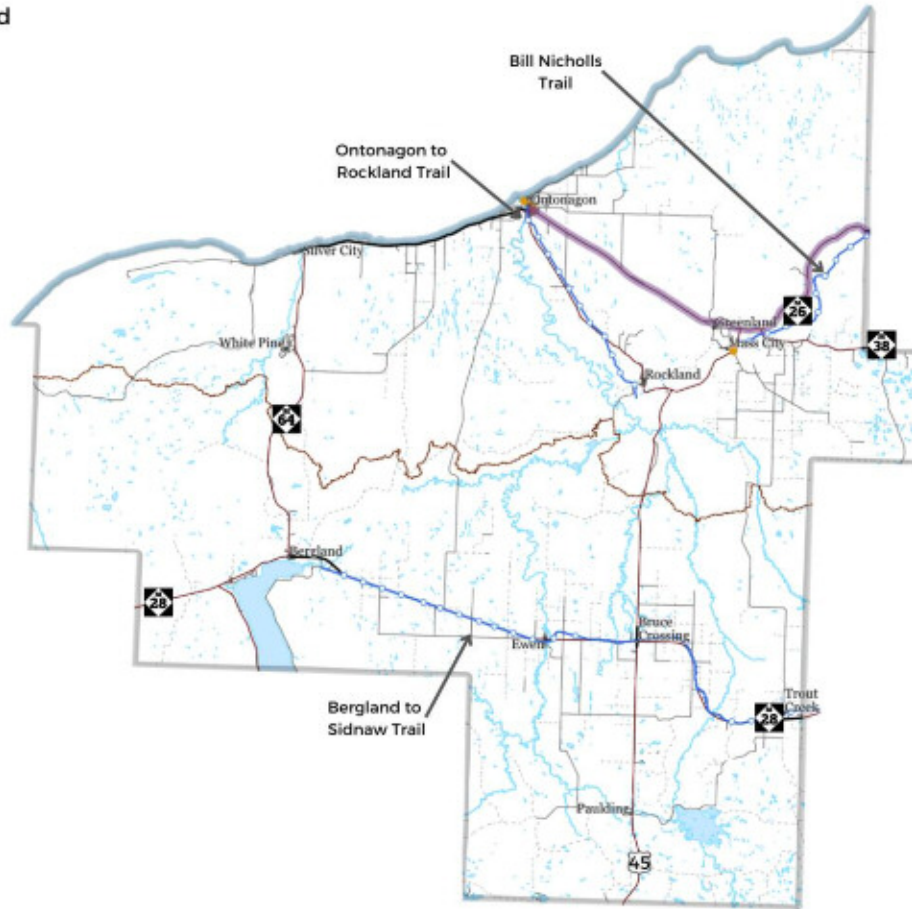 d
Bill Nicholls
Trail
Ontonagon to
Rockland Trail
Ontonagon
Silver City
M
26
Greenland
White Pine
Mass City
M
38
Rockland
M
64
Bergland
M
28
Bruce
Crossing
Ewen
Trout
Creek
Bergland to
Sidnaw Trail
M
28
Paulding
45